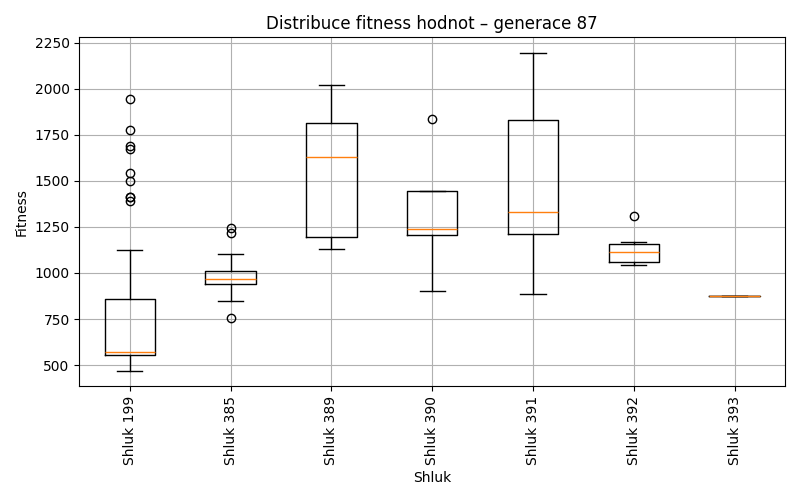 Distribuce fitness hodnot – generace 87
Fitness
2250
2000
1750
1500
1250
1000
750
500
Shluk 199
Shluk 385
Shluk 389
Shluk 390
Shluk 391
Shluk 392
Shluk 393
Shluk